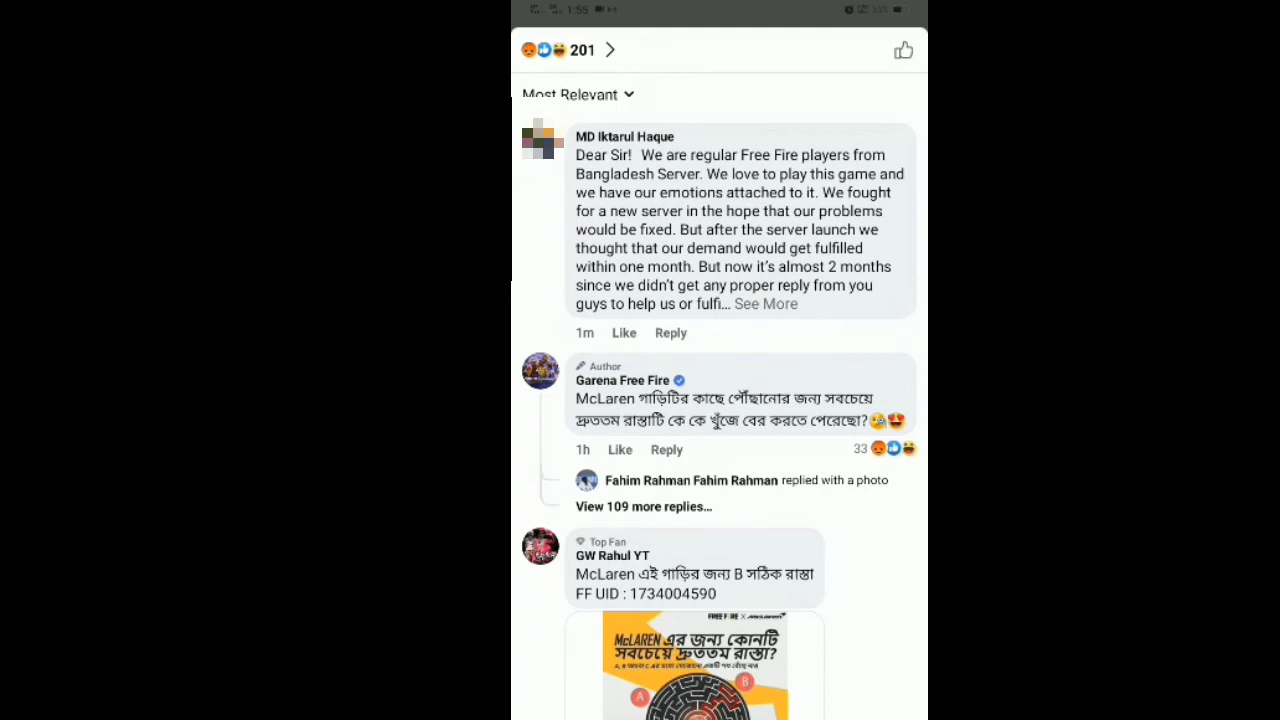 1:55
201
Most Relevant
MD Iktarul Haque
Dear Sir! We are regular Free Fire players from
Bangladesh Server. We love to play this game and
we have our emotions attached to it. We fought
for a new server in the hope that our problems
would be fixed. But after the server launch we
thought that our demand would get fulfilled
within one month. But now it's almost 2 months
since we didn't get any proper reply from you
guys to help us or fulfi... See More
1m Like Reply
Author
Garena Free Fire
McLaren গাড়িটির কাছে পৌঁছানোর জন্য সবচেয়ে
দ্রুততম রাস্তাটি কে কে খুঁজে বের করতে পেরেছো?🧐🤩
1h Like Reply 33
Fahim Rahman Fahim Rahman replied with a photo
View 109 more replies...
Top Fan
GW Rahul YT
McLaren এই গাড়ির জন্য B সঠিক রাস্তা
FF UID : 1734004590
FREE FIRE X McLaren
McLAREN এর জন্য কোনটি
সবচেয়ে দ্রুততম রাস্তা?
A
B